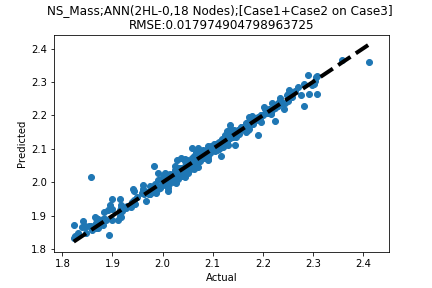 NS_Mass;ANN(2HL-0,18 Nodes);[Case1+Case2 on Case3]
RMSE:0.017974904798963725
2.4
2.3
2.2
2.1
2.0
1.9
1.8
Predicted
1.8 1.9 2.0 2.1 2.2 2.3 2.4
Actual